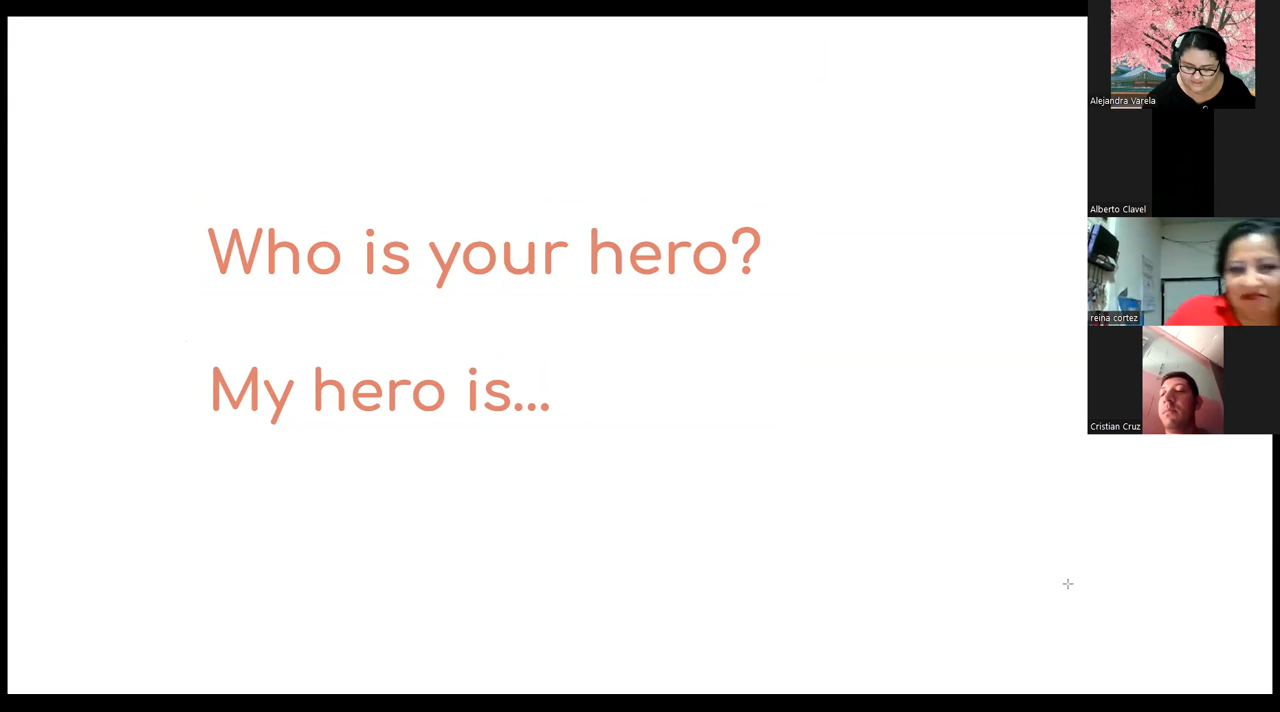 Who is your hero?
My hero is...
Alejandra Varela
Alberto Clavel
reina cortez
Cristian Cruz